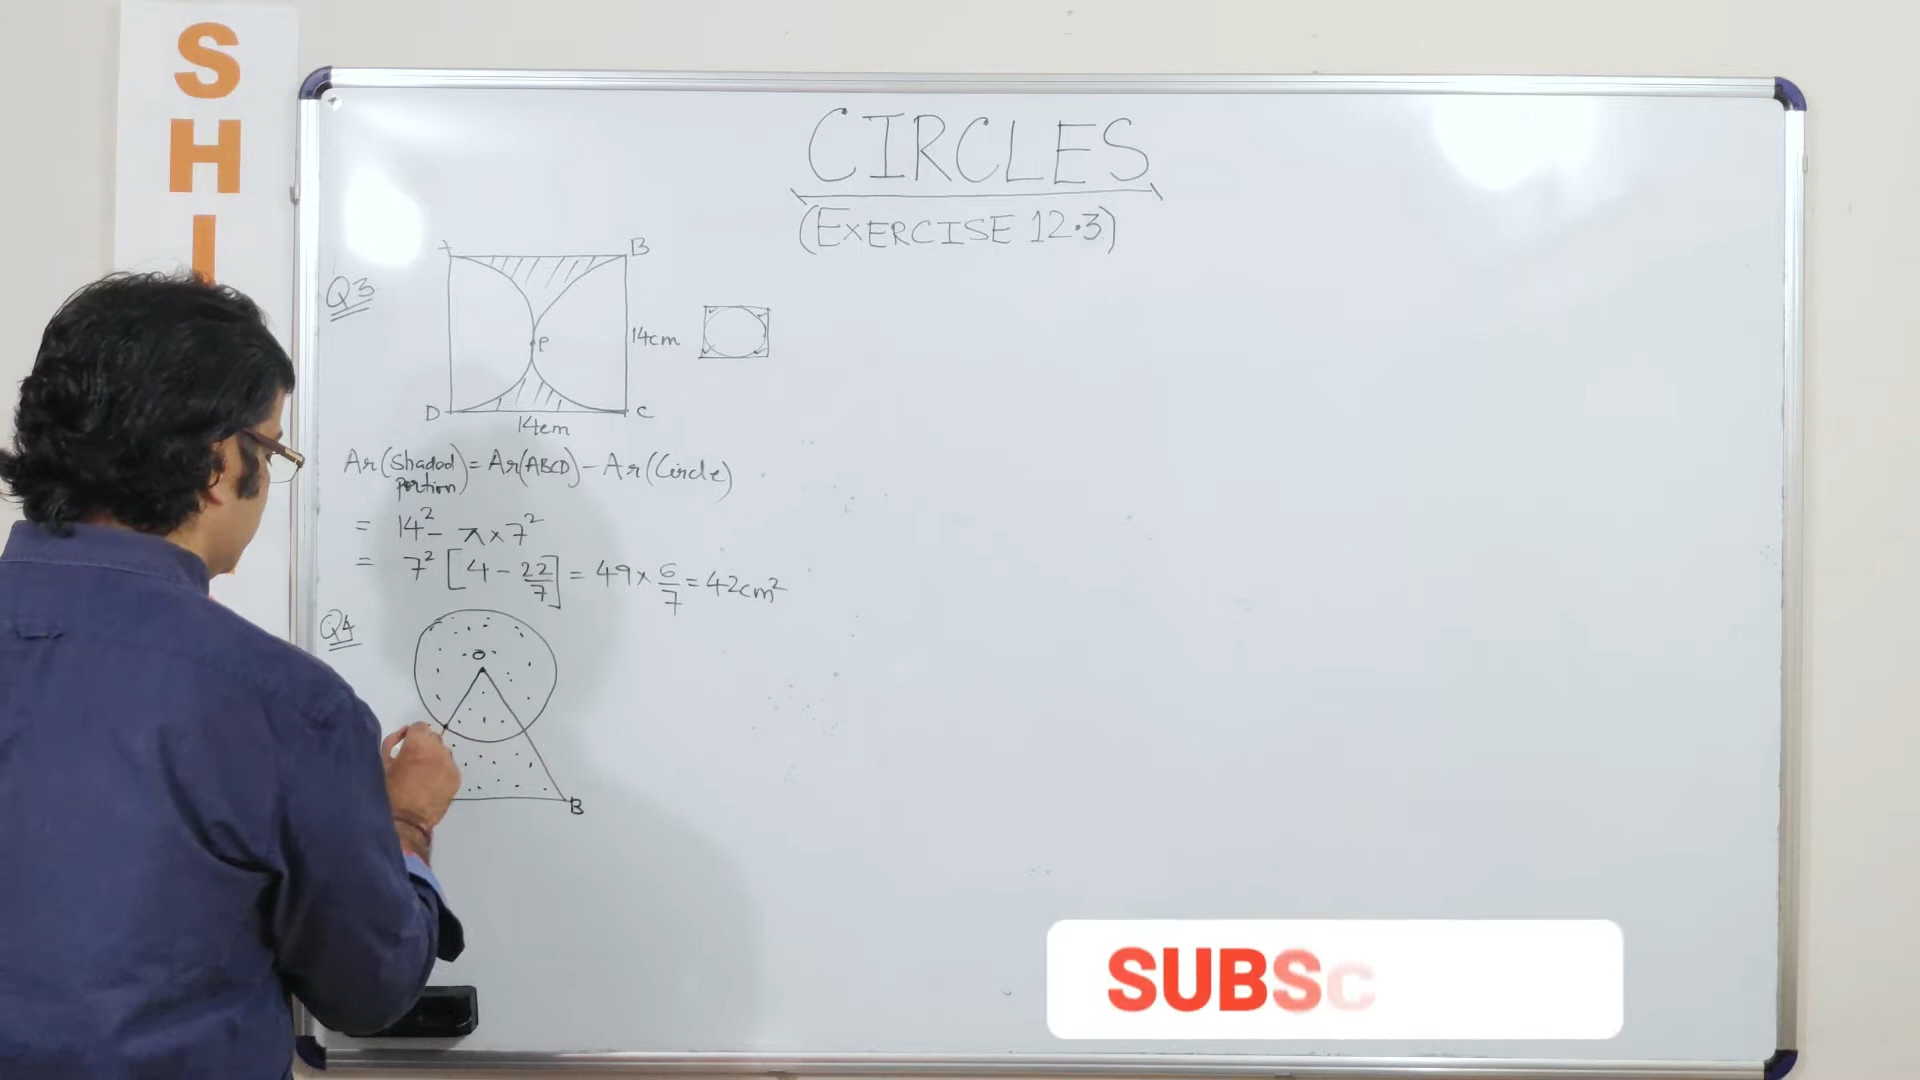 S
H
I
CIRCLES
(EXERCISE 12.3)
Q3
B
14cm
P
D
C
14cm
Ar(Shaded portion) = Ar(ABCD) - Ar(Circle)
= 14² - π×7²
= 7² [4 - 22/7] = 49 × 6/7 = 42cm²
Q4
O
B
SUBSC